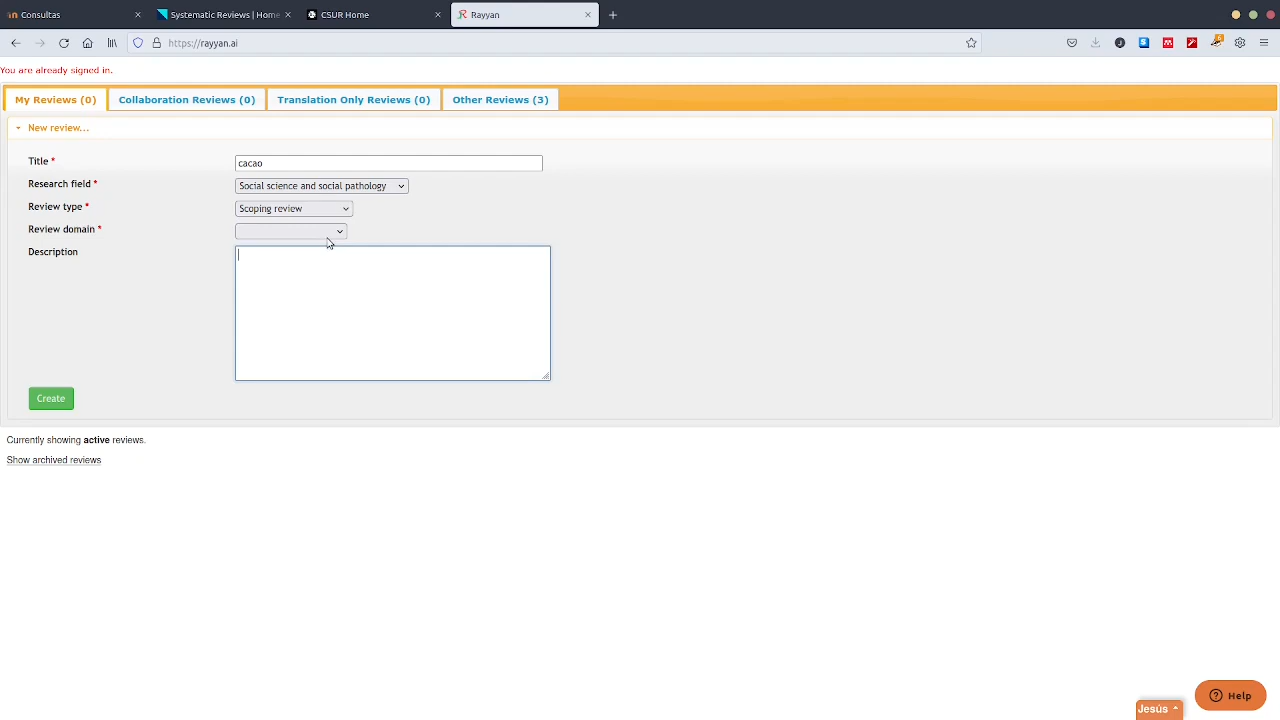 Consultas
Systematic Reviews | Home
CSUR Home
Rayyan
https://rayyan.ai
You are already signed in.
My Reviews (0)
Collaboration Reviews (0)
Translation Only Reviews (0)
Other Reviews (3)
New review...
Title *
cacao
Research field *
Social science and social pathology
Review type *
Scoping review
Review domain *
Description
Create
Currently showing active reviews.
Show archived reviews
Help
Jesús